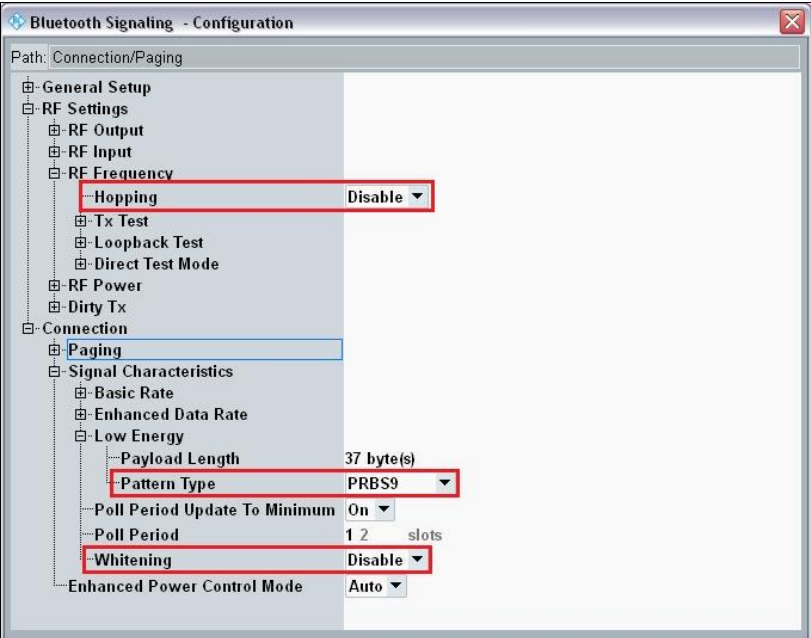 Bluetooth Signaling - Configuration
Path: Connection/Paging
General Setup
RF Settings
RF Output
RF Input
RF Frequency
Hopping Disable
Tx Test
Loopback Test
Direct Test Mode
RF Power
Dirty Tx
Connection
Paging
Signal Characteristics
Basic Rate
Enhanced Data Rate
Low Energy
Payload Length 37 byte(s)
Pattern Type PRBS9
Poll Period Update To Minimum On
Poll Period 1 2 slots
Whitening Disable
Enhanced Power Control Mode Auto